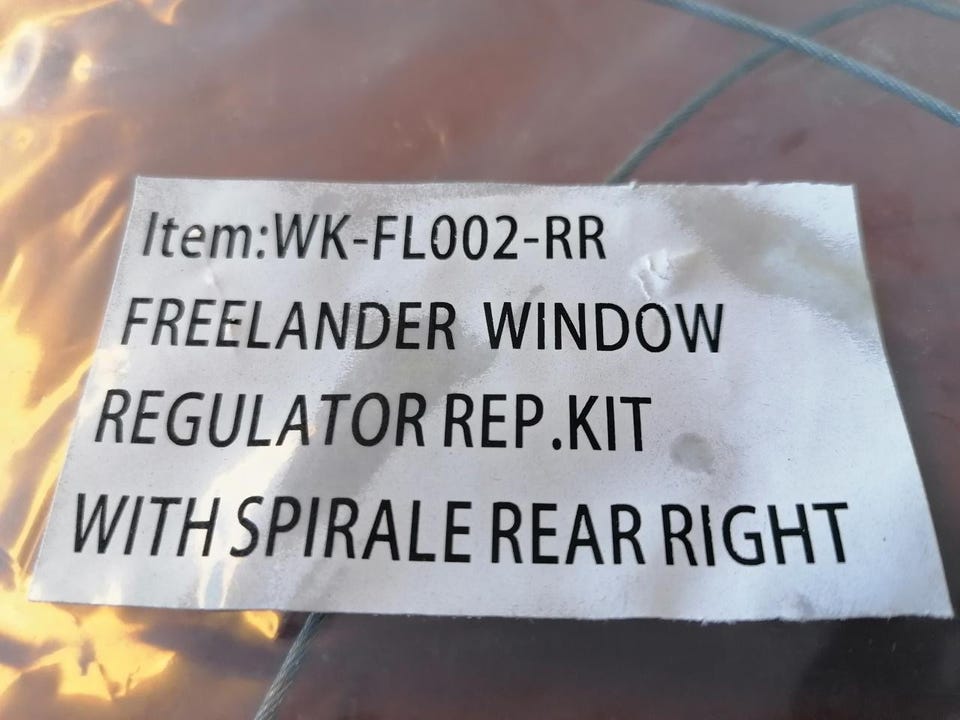 Item:WK-FL002-RR
FREELANDER WINDOW
REGULATOR REP.KIT
WITH SPIRALE REAR RIGHT